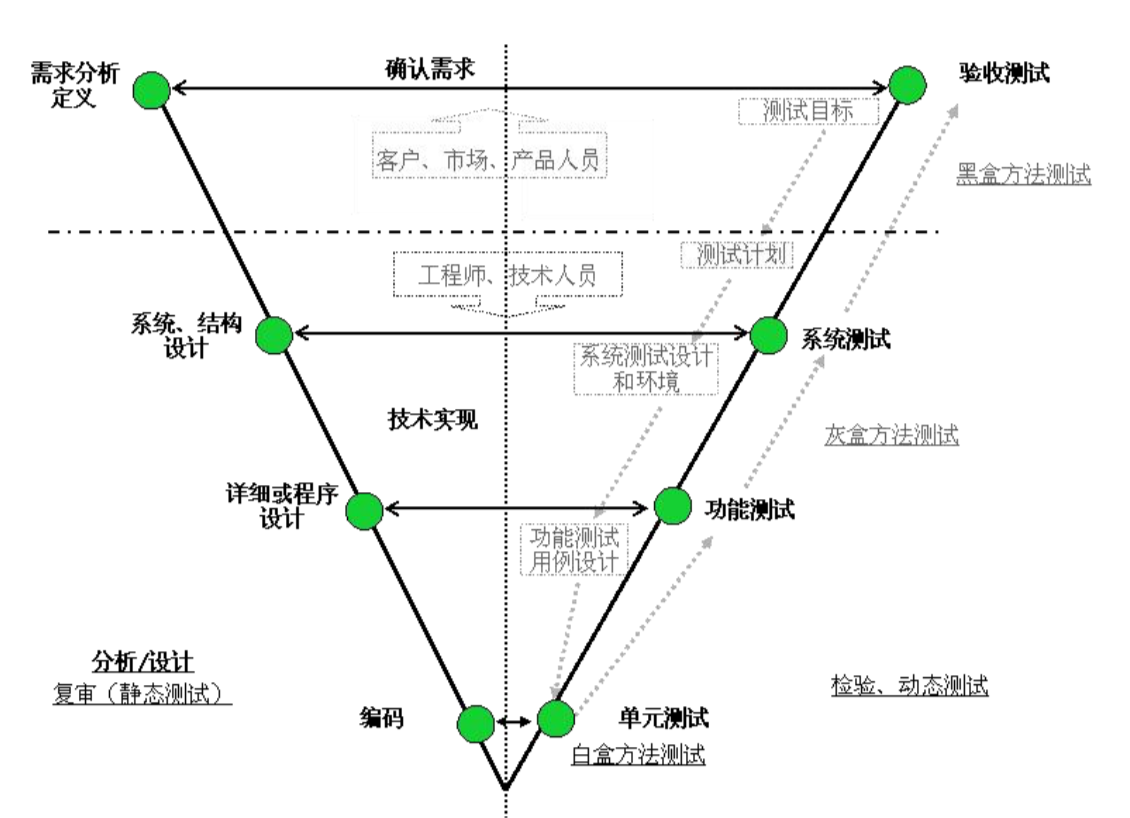 需求分析
定义
确认需求
验收测试
测试目标
客户、市场、产品人员
黑盒方法测试
测试计划
工程师、技术人员
系统、结构
设计
系统测试
系统测试设计
和环境
技术实现
灰盒方法测试
详细或程序
设计
功能测试
功能测试
用例设计
分析/设计
复审（静态测试）
检验、动态测试
编码
单元测试
白盒方法测试